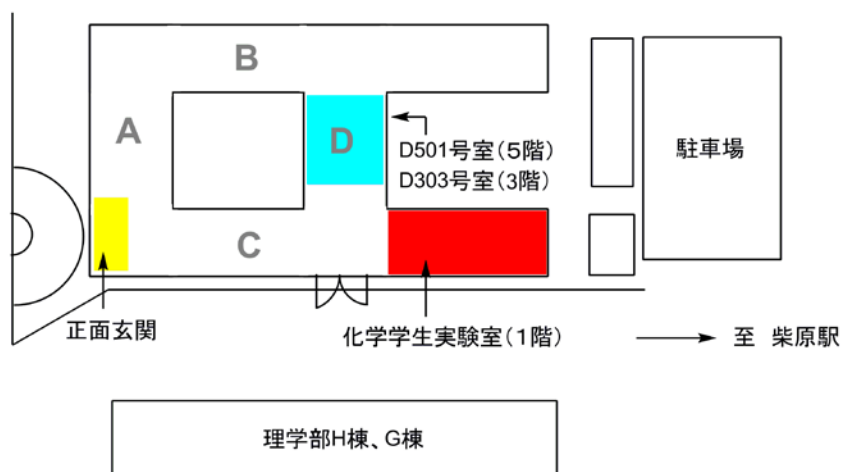 B
A
D
D501号室(5階)
D303号室(3階)
駐車場
C
正面玄関
化学学生実験室(1階)
至 柴原駅
理学部H棟、G棟